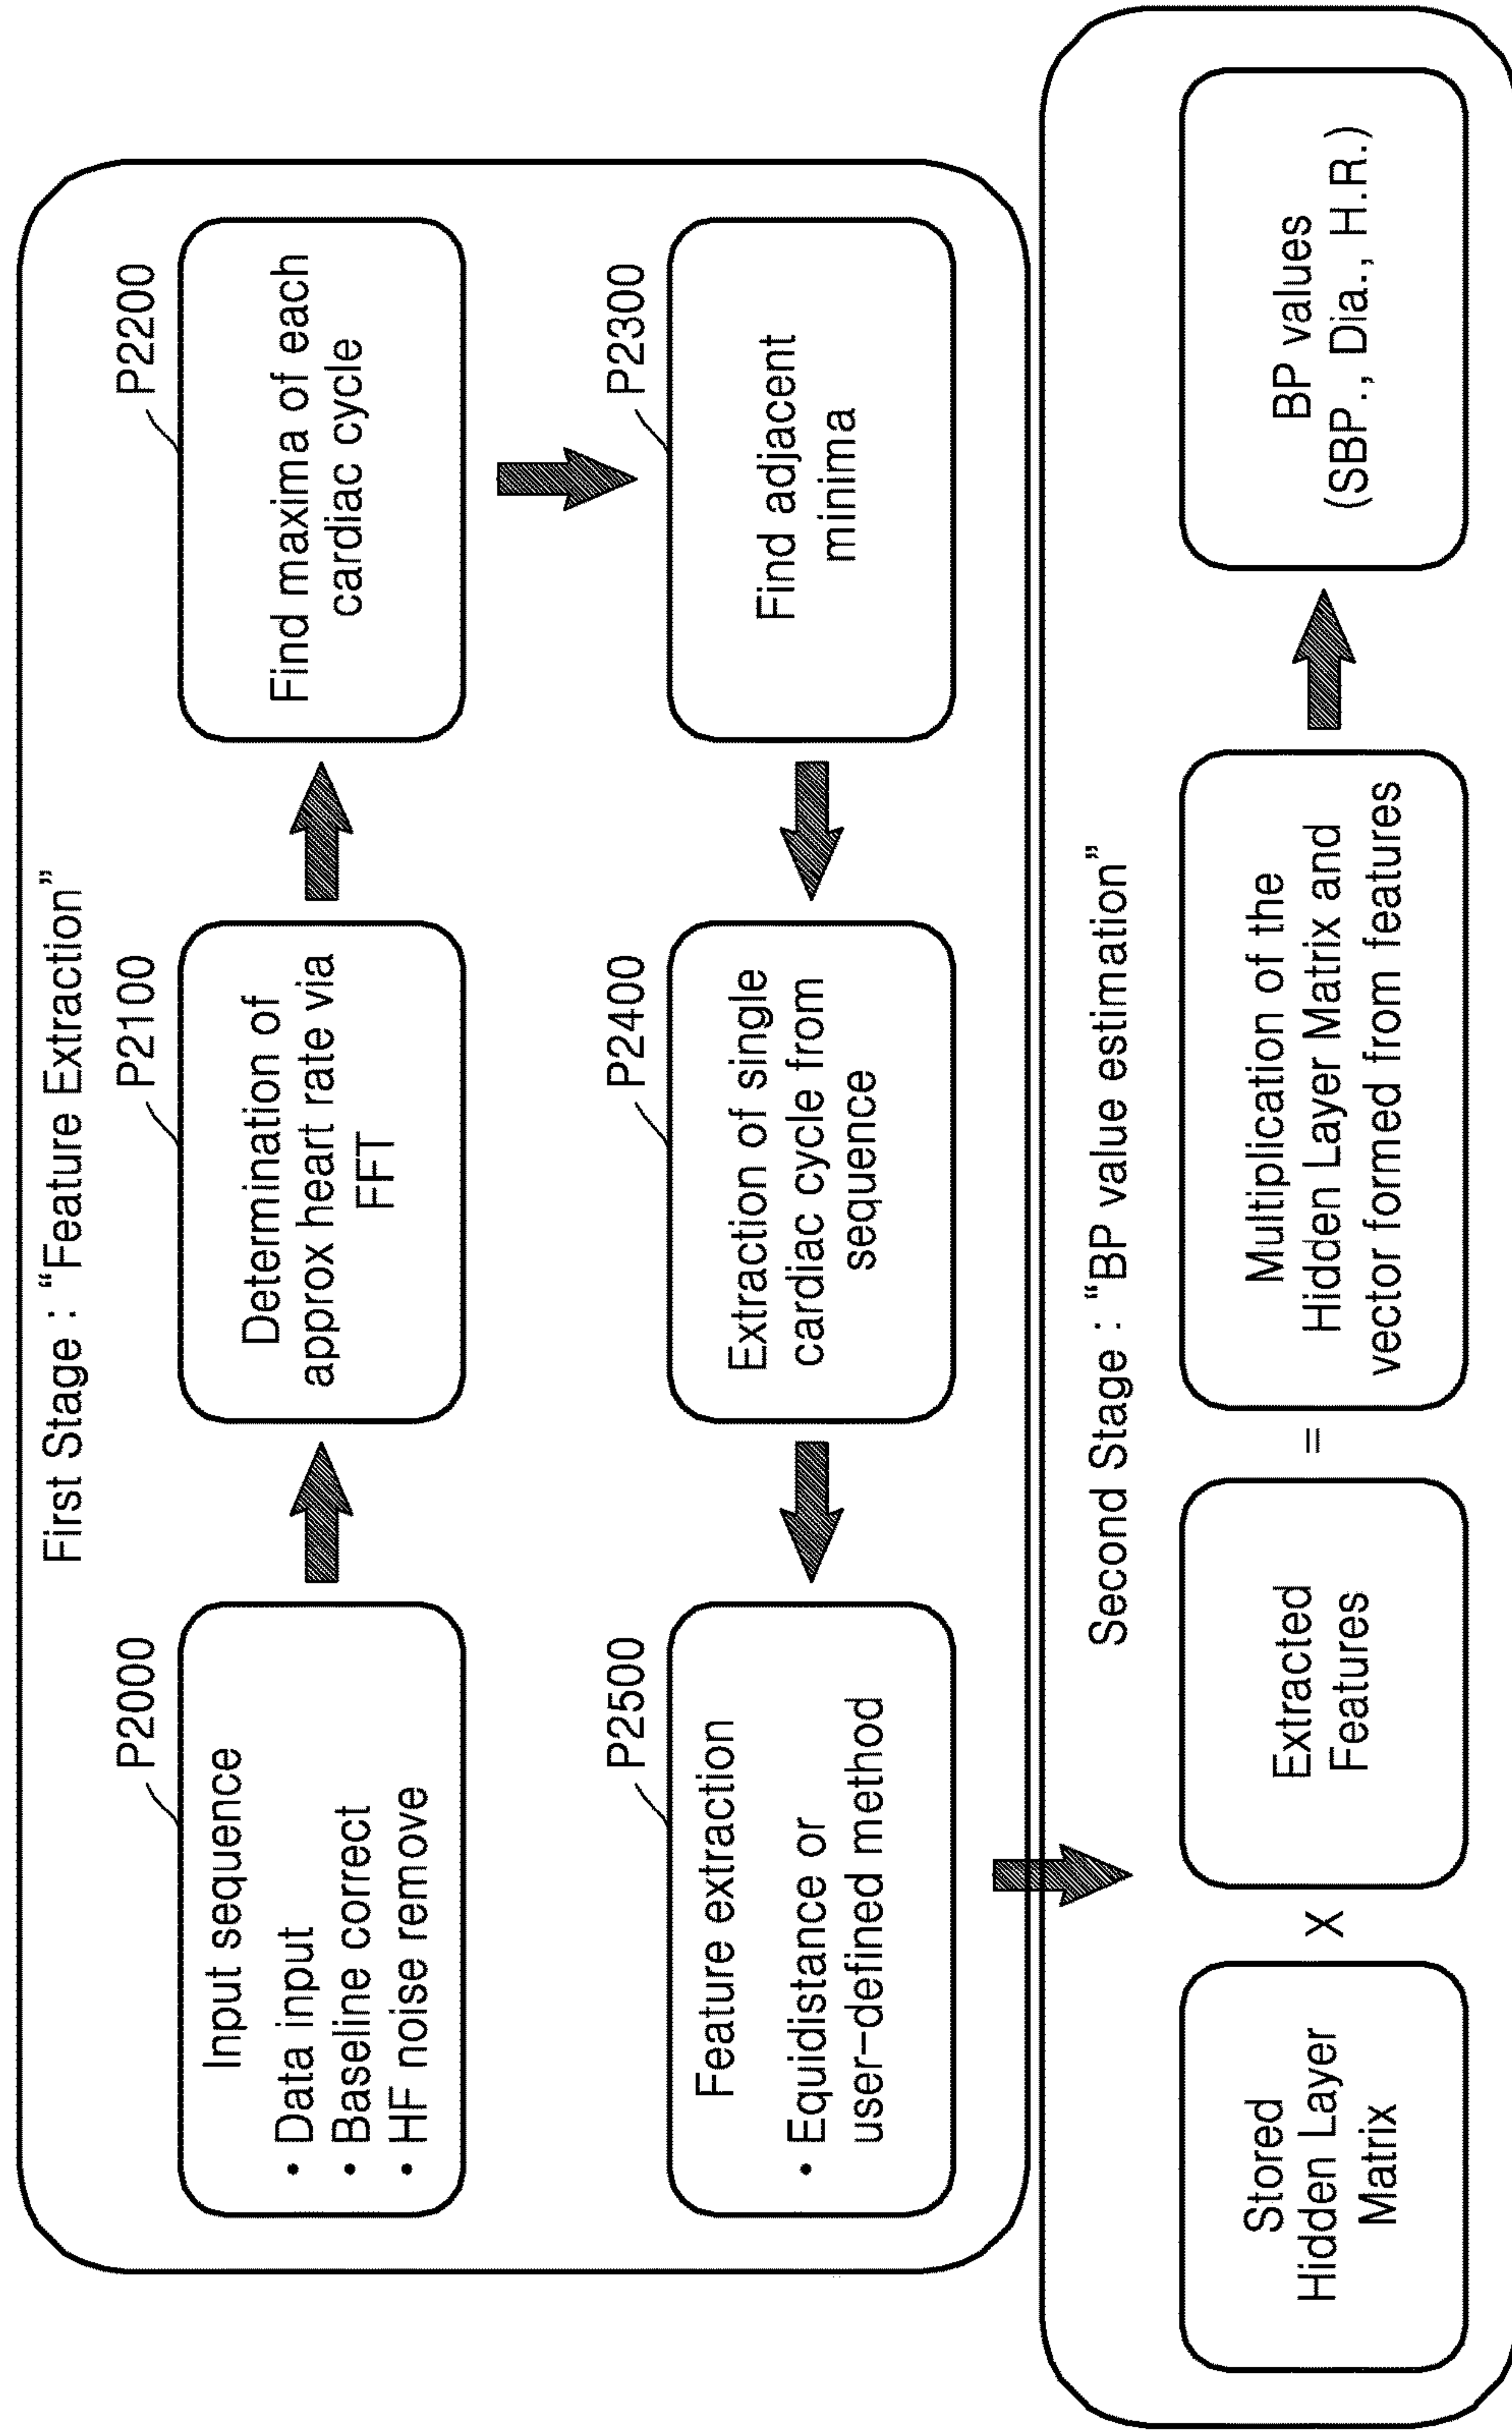 First Stage : “Feature Extraction”
P2000
Input sequence
• Data input
• Baseline correct
• HF noise remove
P2100
Determination of
approx heart rate via
FFT
P2200
Find maxima of each
cardiac cycle
P2300
Find adjacent
minima
P2400
Extraction of single
cardiac cycle from
sequence
P2500
Feature extraction
• Equidistance or
user-defined method
Second Stage : “BP value estimation”
Stored
Hidden Layer
Matrix
X
Extracted
Features
=
Multiplication of the
Hidden Layer Matrix and
vector formed from features
BP values
(SBP., Dia., H.R.)